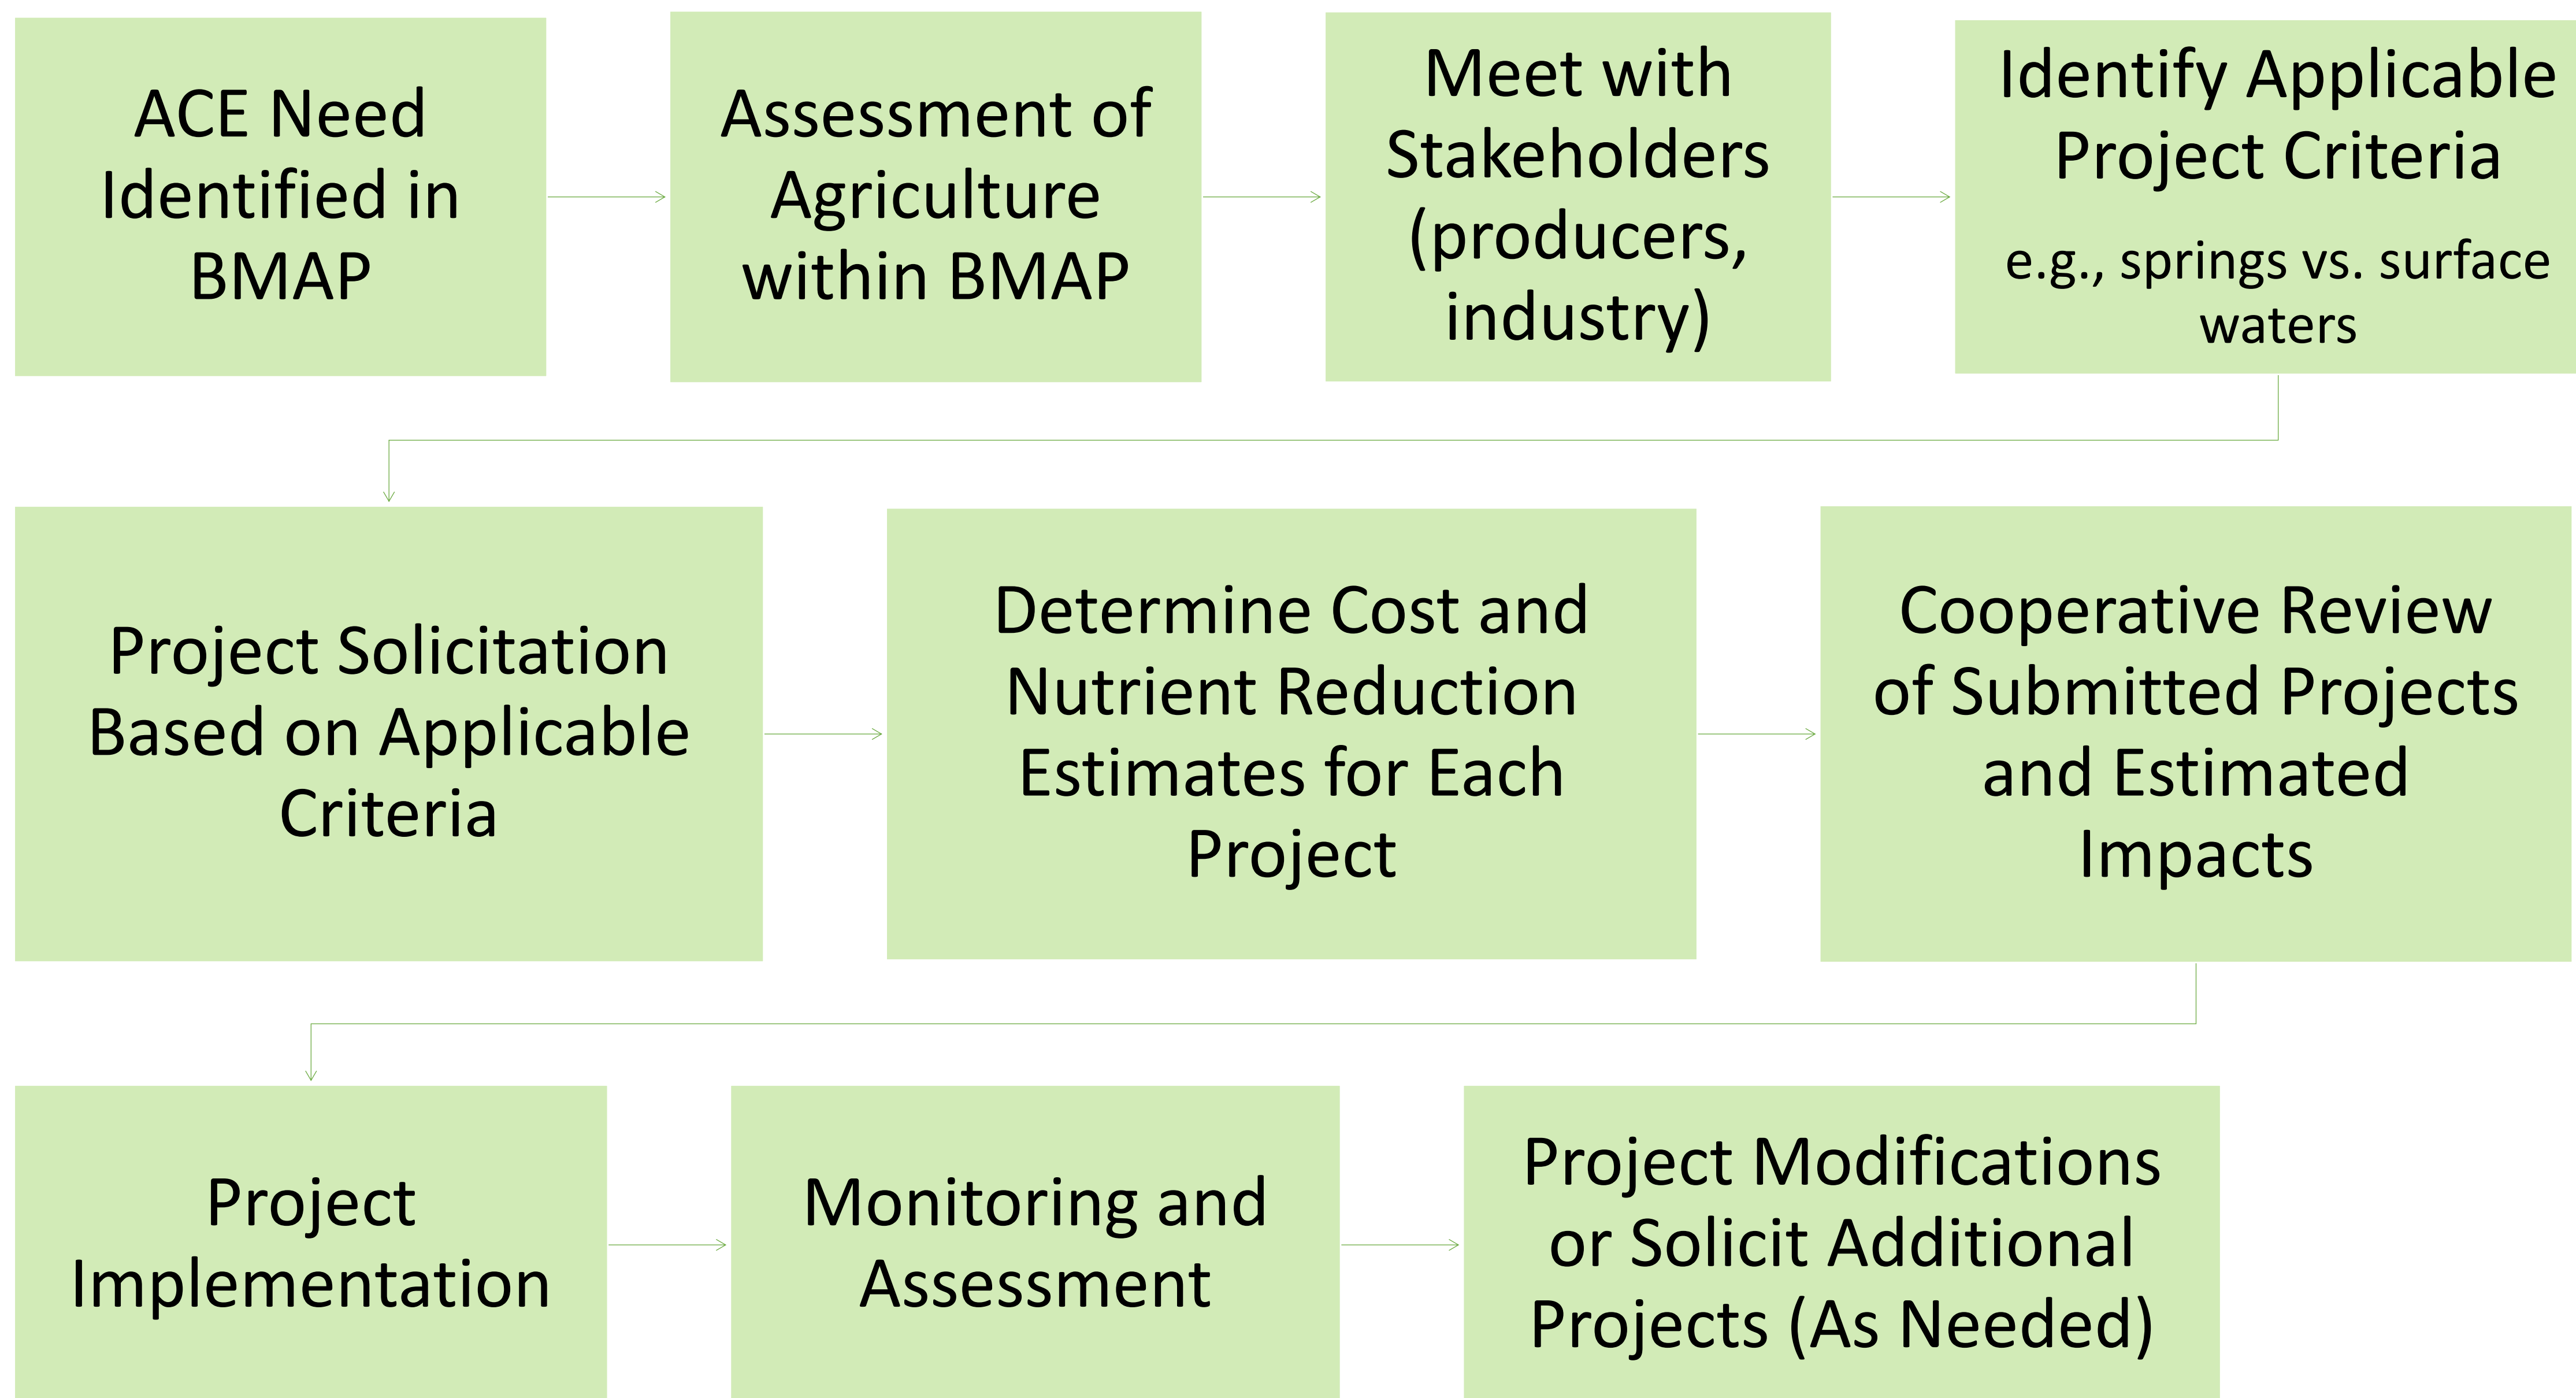 ACE Need
Identified in
BMAP
Assessment of
Agriculture
within BMAP
Meet with
Stakeholders
(producers,
industry)
Identify Applicable
Project Criteria
e.g., springs vs. surface
waters
Project Solicitation
Based on Applicable
Criteria
Determine Cost and
Nutrient Reduction
Estimates for Each
Project
Cooperative Review
of Submitted Projects
and Estimated
Impacts
Project
Implementation
Monitoring and
Assessment
Project Modifications
or Solicit Additional
Projects (As Needed)